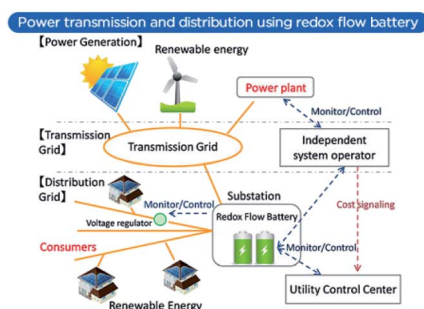 Power transmission and distribution using redox flow battery
【Power Generation】
Renewable energy
Power plant
Monitor/Control
【Transmission
Grid】
Transmission Grid
Independent
system operator
【Distribution
Grid】
Monitor/Control
Substation
Redox Flow Battery
Cost signaling
Voltage regulator
Monitor/Control
Consumers
Renewable Energy
Utility Control Center